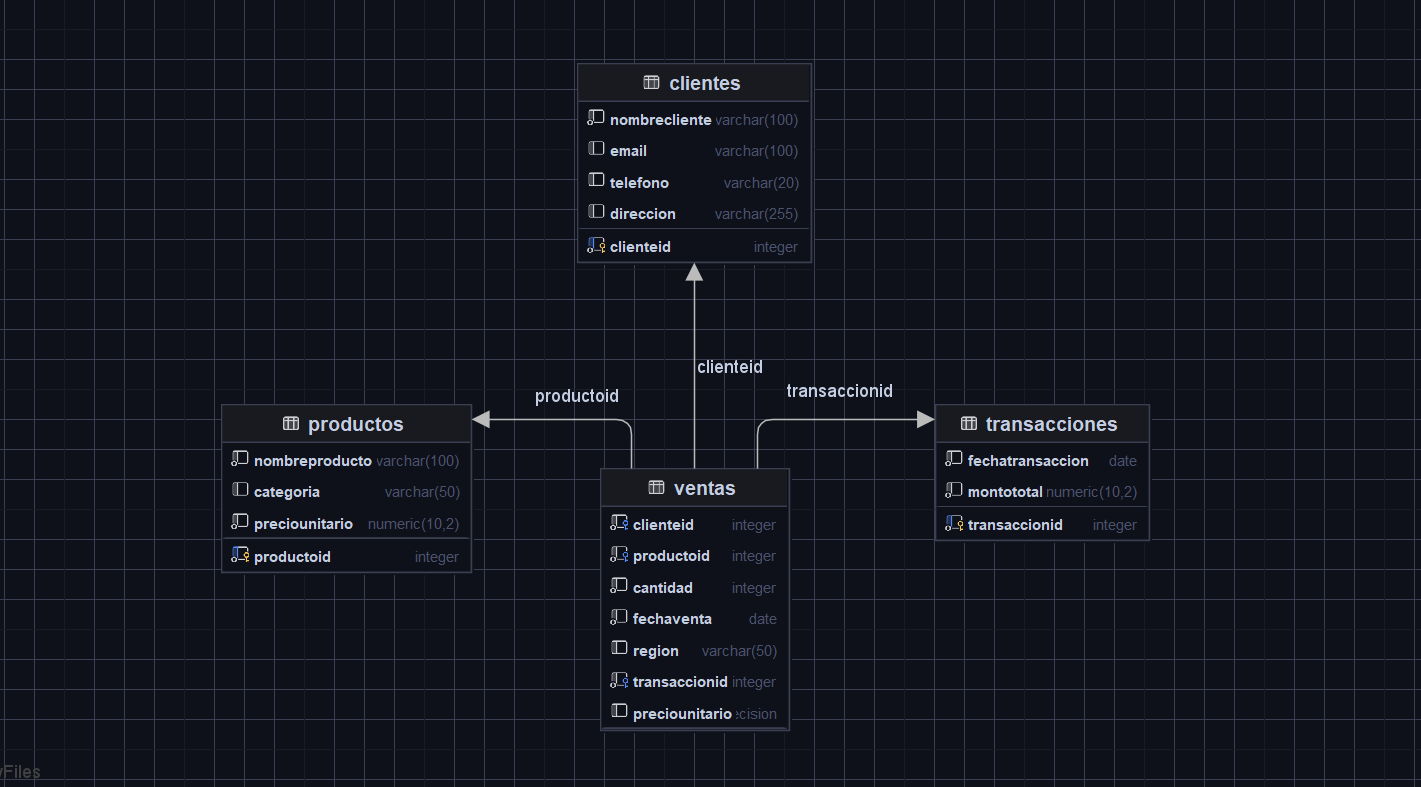 clientes
nombrecliente varchar(100)
email varchar(100)
telefono varchar(20)
direccion varchar(255)
clienteid integer
clienteid
productoid
transaccionid
productos
nombreproducto varchar(100)
categoria varchar(50)
preciounitario numeric(10,2)
productoid integer
transacciones
fechatransaccion date
montototal numeric(10,2)
transaccionid integer
ventas
clienteid integer
productoid integer
cantidad integer
fechaventa date
region varchar(50)
transaccionid integer
preciounitario cision
Files